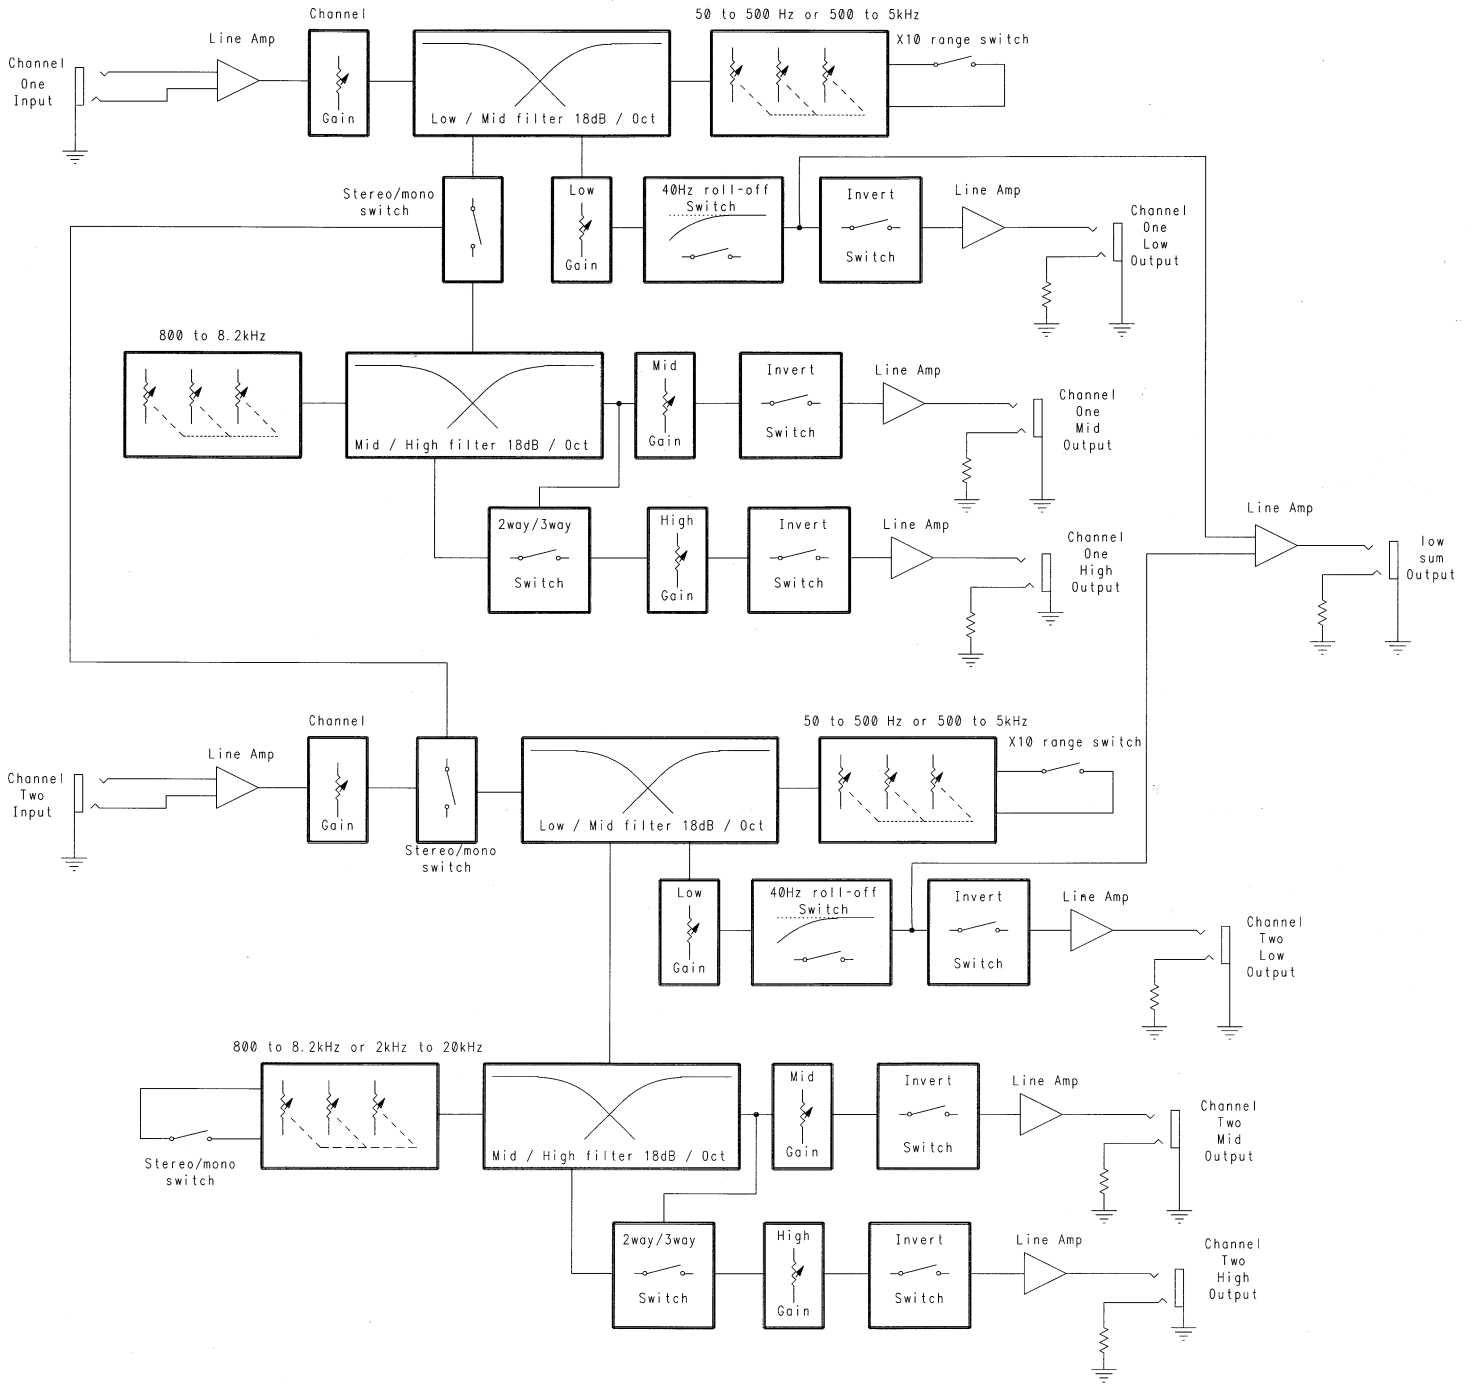 Channel
50 to 500 Hz or 500 to 5kHz
Line Amp
X10 range switch
Channel
One
Input
Gain
Low / Mid filter 18dB / Oct
Stereo/mono
switch
Low
Gain
40Hz roll-off
Switch
Invert
Switch
Line Amp
Channel
One
Low
Output
800 to 8.2kHz
Mid / High filter 18dB / Oct
Mid
Gain
Invert
Switch
Line Amp
Channel
One
Mid
Output
2way/3way
Switch
High
Gain
Invert
Switch
Line Amp
Channel
One
High
Output
Line Amp
low
sum
Output
Channel
50 to 500 Hz or 500 to 5kHz
Line Amp
X10 range switch
Channel
Two
Input
Gain
Stereo/mono
switch
Low / Mid filter 18dB / Oct
Low
Gain
40Hz roll-off
Switch
Invert
Switch
Line Amp
Channel
Two
Low
Output
800 to 8.2kHz or 2kHz to 20kHz
Stereo/mono
switch
Mid / High filter 18dB / Oct
Mid
Gain
Invert
Switch
Line Amp
Channel
Two
Mid
Output
2way/3way
Switch
High
Gain
Invert
Switch
Line Amp
Channel
Two
High
Output